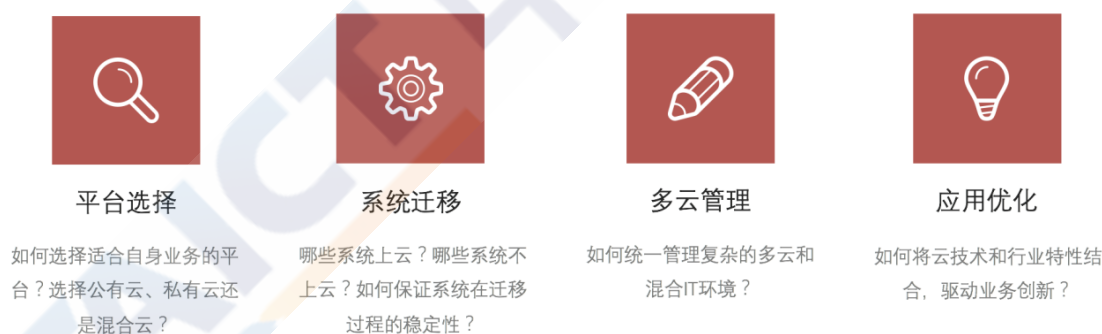 平台选择
如何选择适合自身业务的平
台？选择公有云、私有云还
是混合云？
系统迁移
哪些系统上云？哪些系统不
上云？如何保证系统在迁移
过程的稳定性？
多云管理
如何统一管理复杂的多云和
混合IT环境？
应用优化
如何将云技术和行业特性结
合，驱动业务创新？